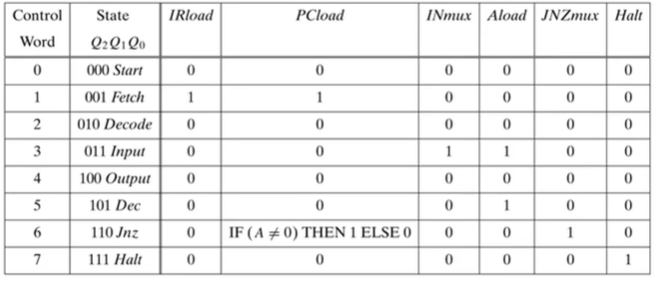 Control State IRload PCload INmux Aload JNZmux Halt
Word Q₂Q₁Q₀
0 000 Start 0 0 0 0 0 0
1 001 Fetch 1 1 0 0 0 0
2 010 Decode 0 0 0 0 0 0
3 011 Input 0 0 1 1 0 0
4 100 Output 0 0 0 0 0 0
5 101 Dec 0 0 0 1 0 0
6 110 Jnz 0 IF (A ≠ 0) THEN 1 ELSE 0 0 0 1 0
7 111 Halt 0 0 0 0 0 1